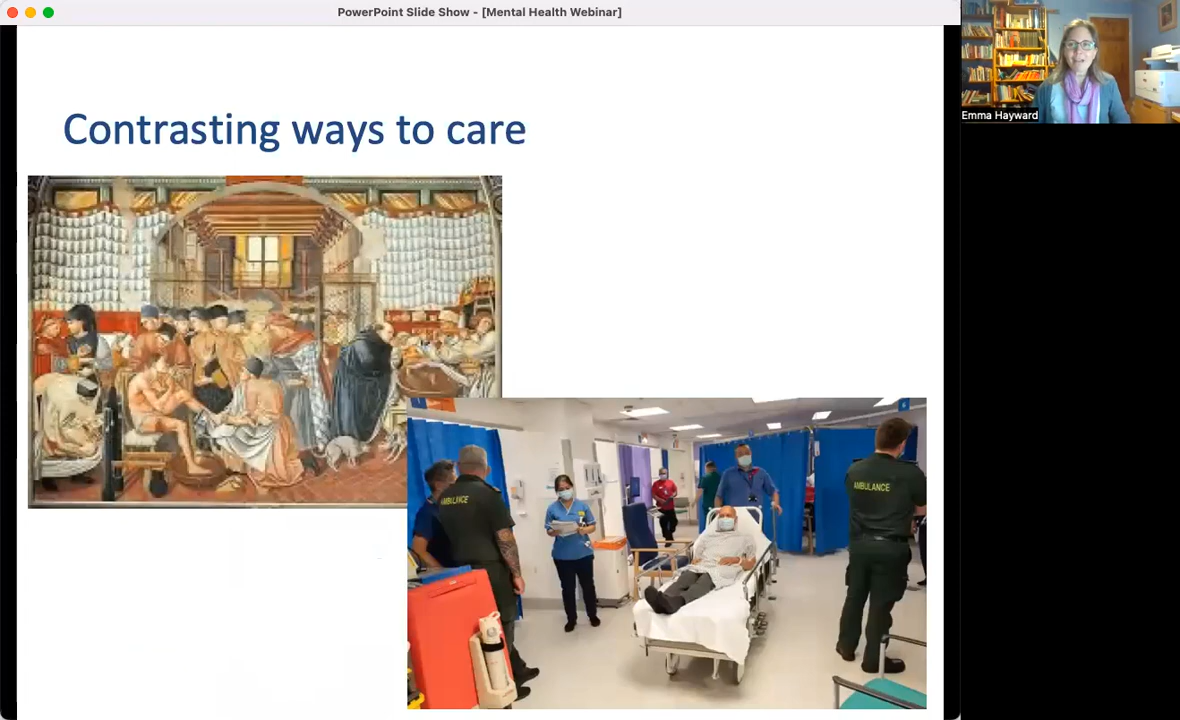 PowerPoint Slide Show - [Mental Health Webinar]
Emma Hayward
Contrasting ways to care
AMBULANCE
AMBULANCE